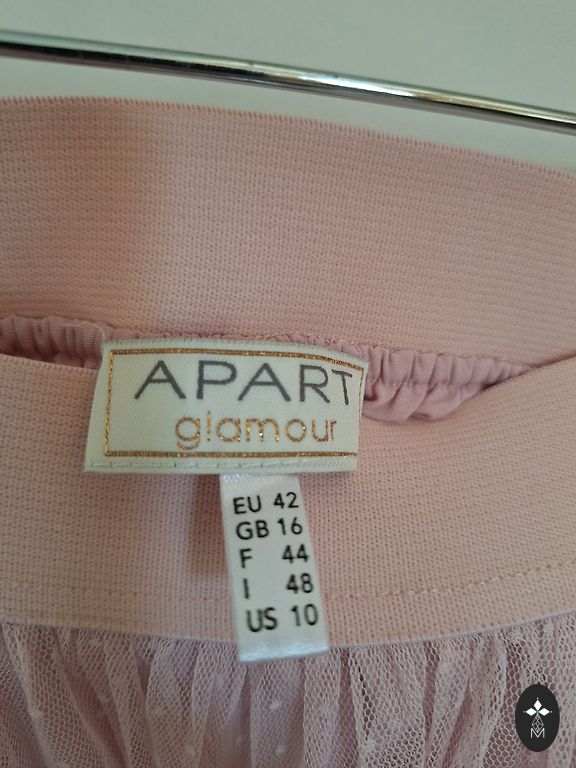 APART
glamour
EU 42
GB 16
F 44
I 48
US 10